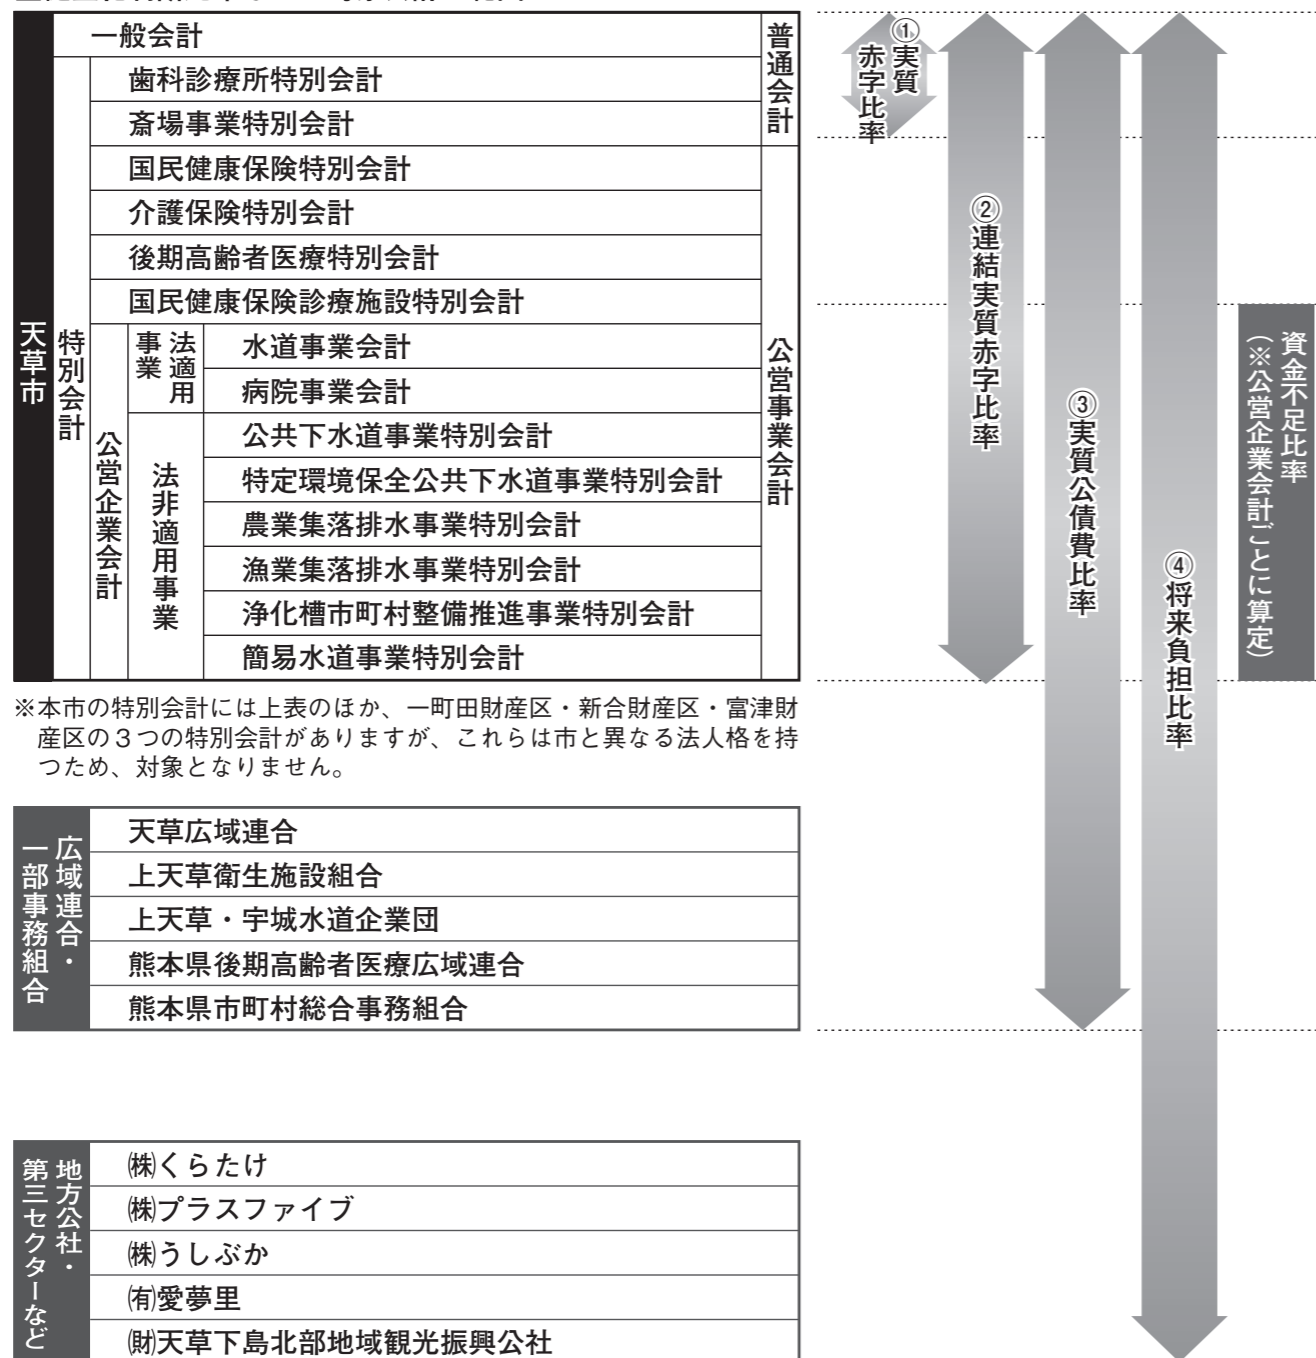 一般会計
普通会計
歯科診療所特別会計
斎場事業特別会計
国民健康保険特別会計
介護保険特別会計
後期高齢者医療特別会計
国民健康保険診療施設特別会計
天草市
特別会計
公営企業会計
法適用
事業
水道事業会計
病院事業会計
法非適用事業
公共下水道事業特別会計
特定環境保全公共下水道事業特別会計
農業集落排水事業特別会計
漁業集落排水事業特別会計
浄化槽市町村整備推進事業特別会計
簡易水道事業特別会計
公営事業会計
①実質
赤字比率
②連結実質赤字比率
③実質公債費比率
④将来負担比率
資金不足比率
(※公営企業会計ごとに算定)
※本市の特別会計には上表のほか、一町田財産区・新合財産区・富津財
産区の３つの特別会計がありますが、これらは市と異なる法人格を持
つため、対象となりません。
広域連合・
一部事務組合
天草広域連合
上天草衛生施設組合
上天草・宇城水道企業団
熊本県後期高齢者医療広域連合
熊本県市町村総合事務組合
地方公社・
第三セクターなど
㈱くらたけ
㈱プラスファイブ
㈱うしぶか
㈲愛夢里
㈶天草下島北部地域観光振興公社